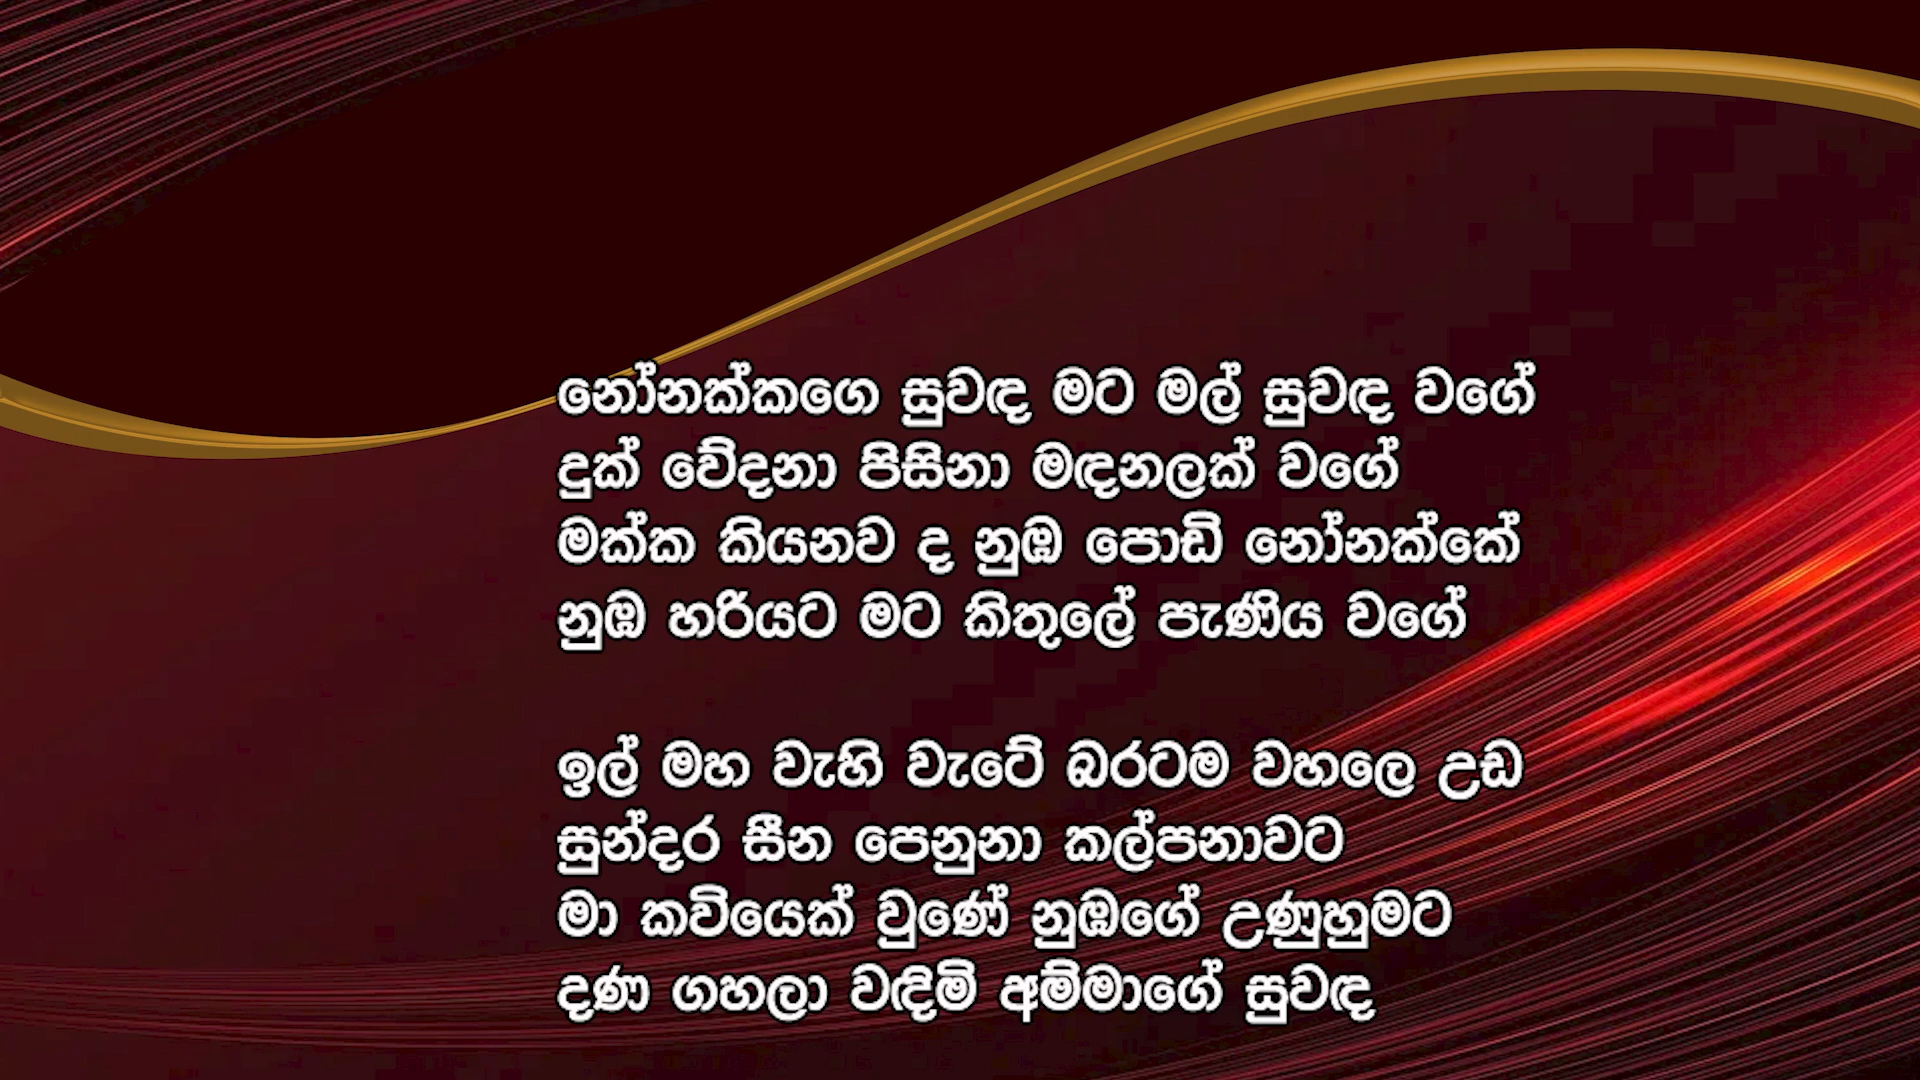 නෝනක්කගෙ සුවඳ මට මල් සුවඳ වගේ
දුක් වේදනා පිසිනා මඳනලක් වගේ
මක්ක කියනව ද නුඹ පොඩි නෝනක්කේ
නුඹ හරියට මට කිතුලේ පැණිය වගේ
ඉල් මහ වැහි වැටේ බරටම වහලෙ උඩ
සුන්දර සීන පෙනුනා කල්පනාවට
මා කවියෙක් වුණේ නුඹගේ උණුහුමට
දණ ගහලා වඳිමි අම්මාගේ සුවඳ